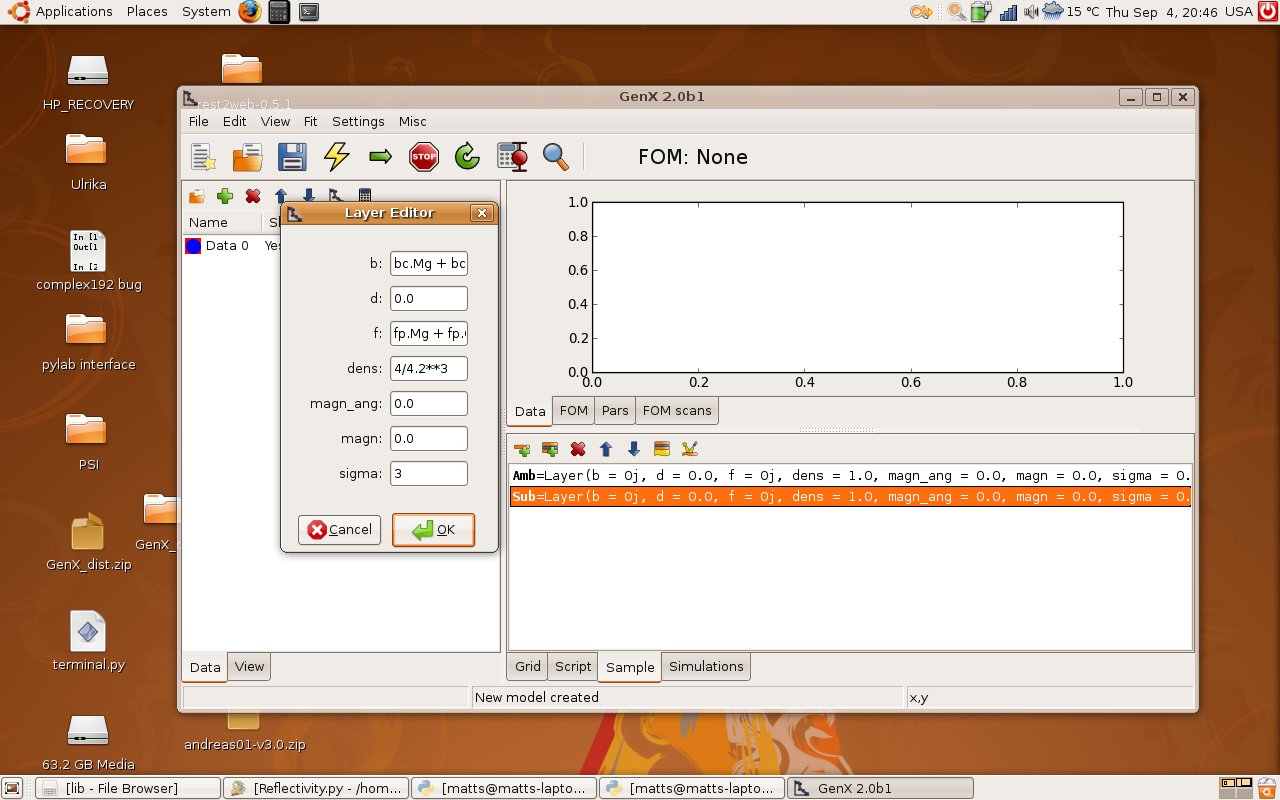 Applications Places System 15 °C Thu Sep 4, 20:46 USA
HP_RECOVERY
rest2web-0.5.1
Ulrika
In [1
Out[1
In [2
complex192 bug
pylab interface
PSI
GenX_
GenX_dist.zip
terminal.py
andreas01-v3.0.zip
63.2 GB Media
GenX 2.0b1
File Edit View Fit Settings Misc
STOP
FOM: None
Name
Data 0 Yes
Layer Editor
b: bc.Mg + bc
d: 0.0
f: fp.Mg + fp.
dens: 4/4.2**3
magn_ang: 0.0
magn: 0.0
sigma: 3
Cancel OK
1.0
0.8
0.6
0.4
0.2
0.0
0.0 0.2 0.4 0.6 0.8 1.0
Data FOM Pars FOM scans
Amb=Layer(b = 0j, d = 0.0, f = 0j, dens = 1.0, magn_ang = 0.0, magn = 0.0, sigma = 0.
Sub=Layer(b = 0j, d = 0.0, f = 0j, dens = 1.0, magn_ang = 0.0, magn = 0.0, sigma = 0.
Data View
Grid Script Sample Simulations
New model created x,y
[lib - File Browser] [Reflectivity.py - /hom... [matts@matts-lapto... [matts@matts-lapto... GenX 2.0b1